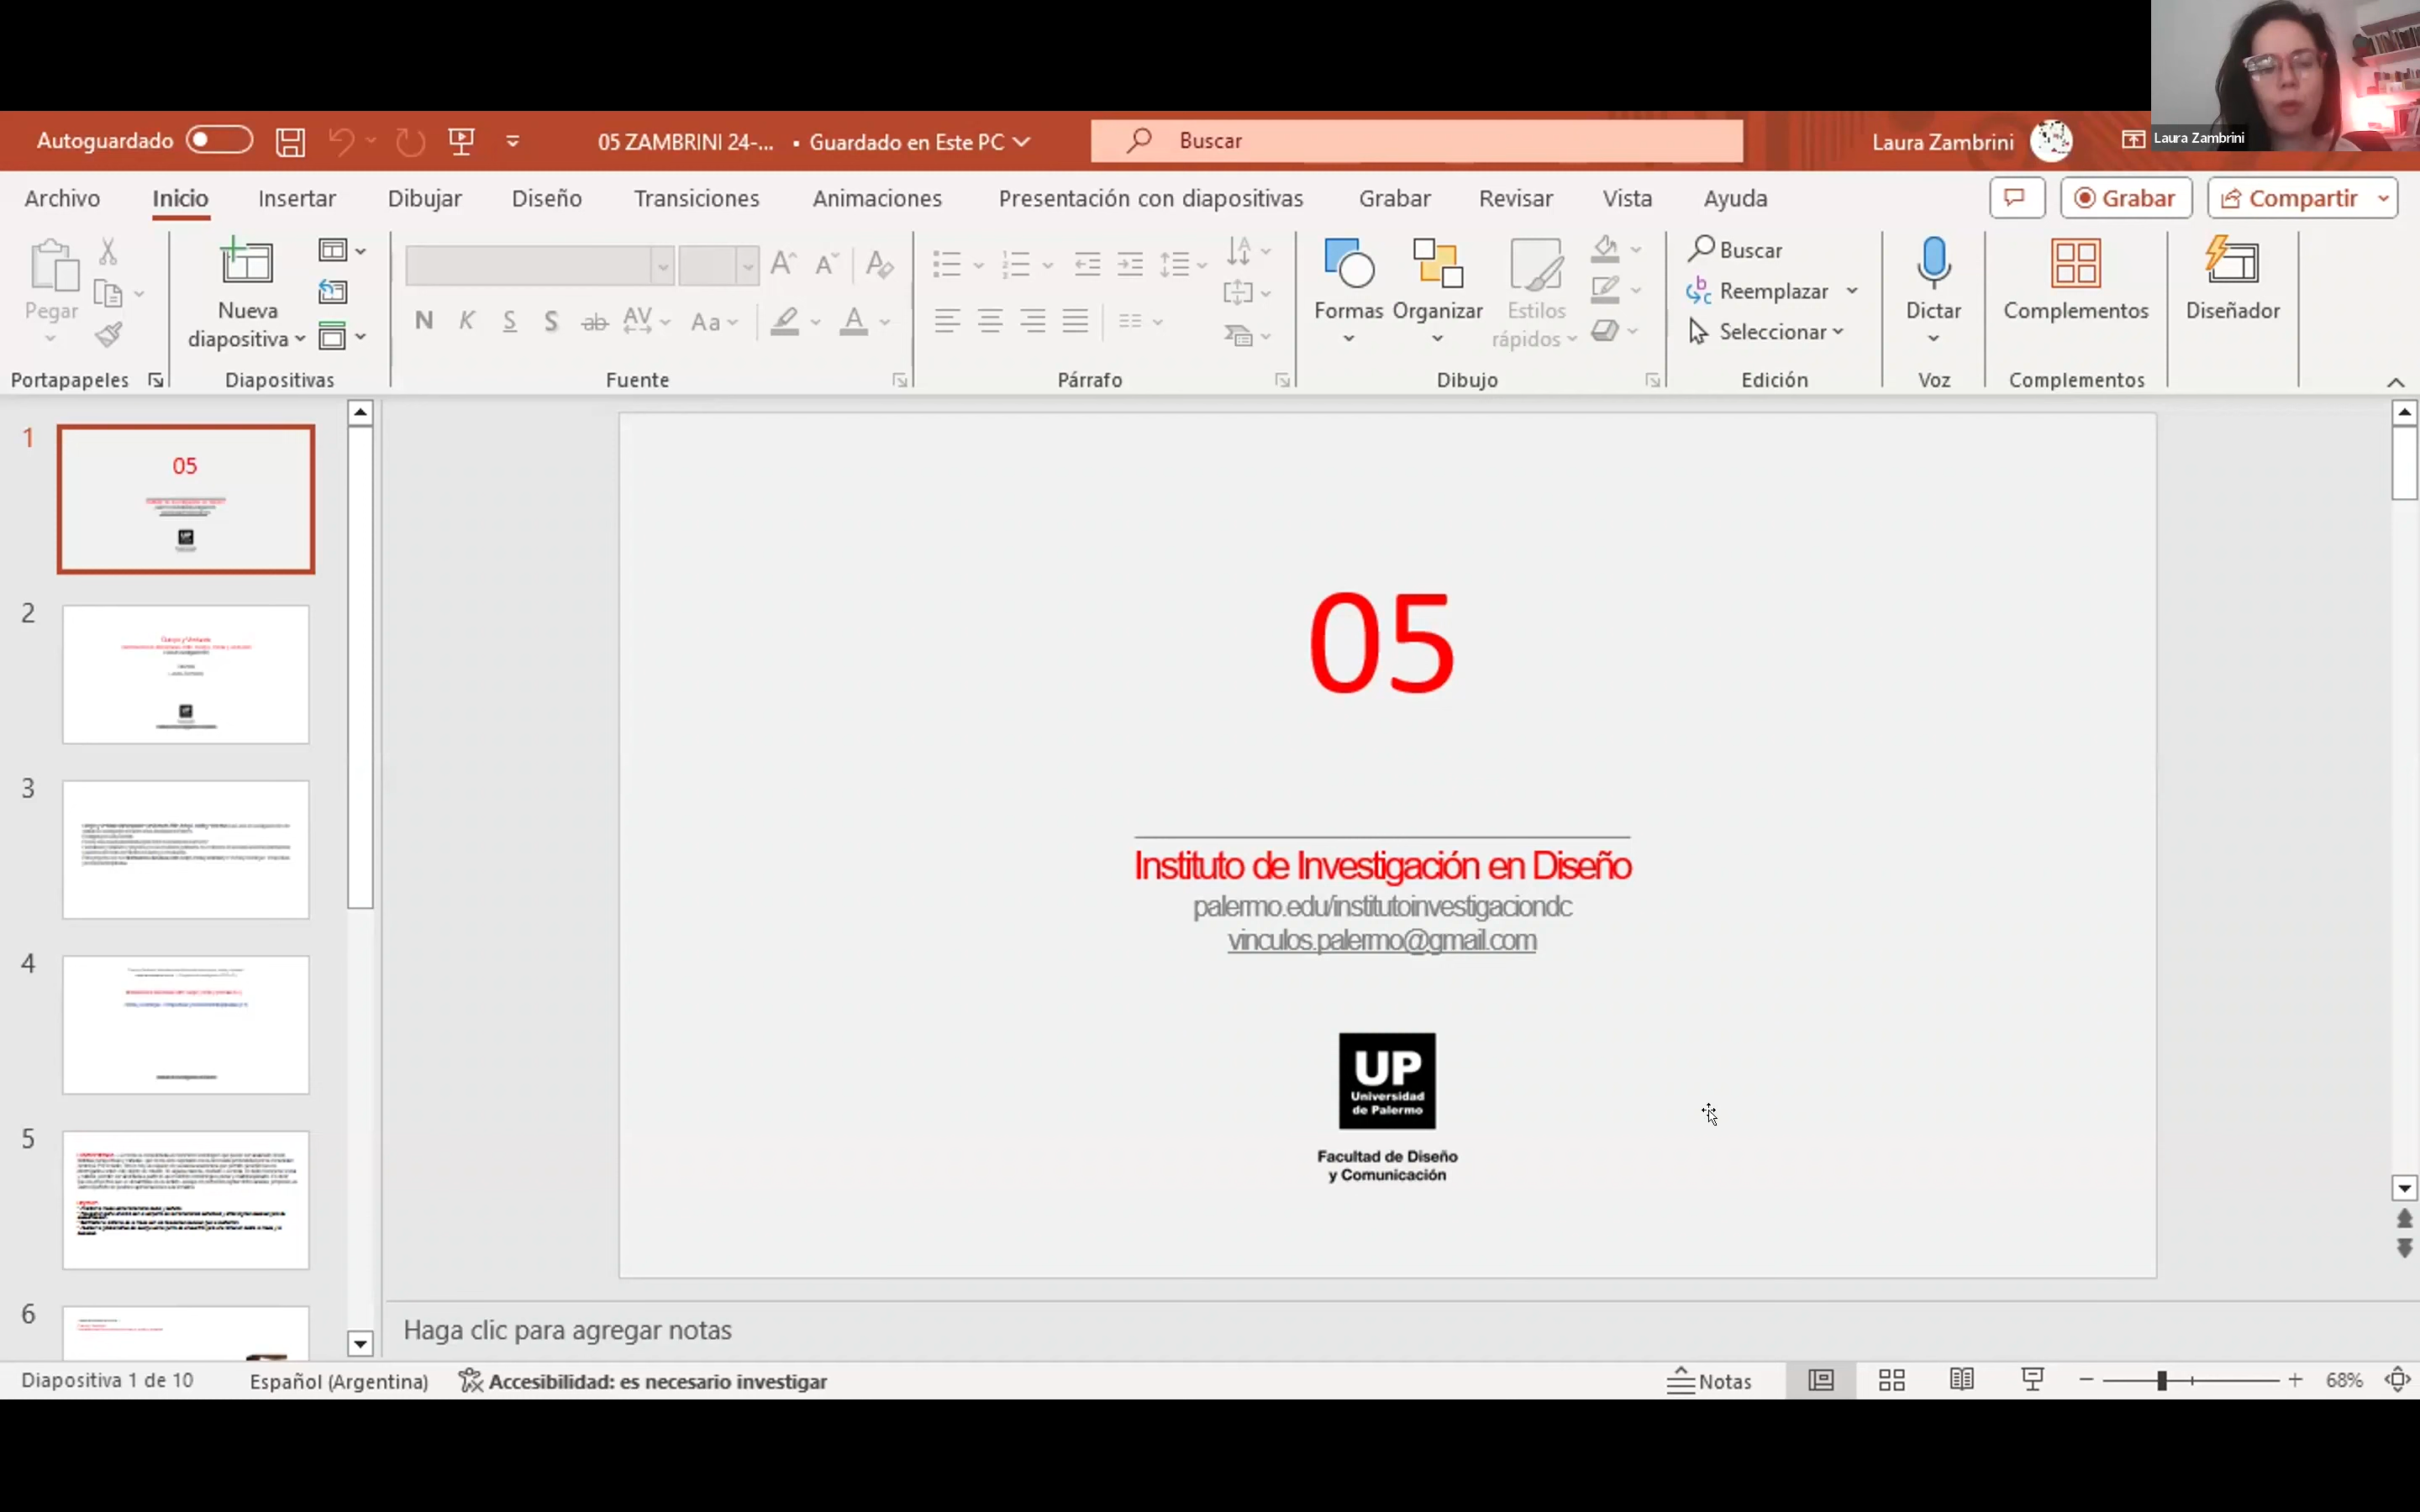 Laura Zambrini
Autoguardado
05 ZAMBRINI 24-... • Guardado en Este PC
Buscar
Laura Zambrini
Archivo Inicio Insertar Dibujar Diseño Transiciones Animaciones Presentación con diapositivas Grabar Revisar Vista Ayuda
Grabar
Compartir
Pegar
Portapapeles
Nueva
diapositiva
Diapositivas
N K S S ab AV Aa A
Fuente
Párrafo
Formas
Organizar
Estilos
rápidos
Dibujo
Buscar
Reemplazar
Seleccionar
Edición
Dictar
Voz
Complementos
Complementos
Diseñador
1
05
UP
2
3
4
5
6
05
Instituto de Investigación en Diseño
palermo.edu/institutoinvestigaciondc
vinculos.palermo@gmail.com
UP
Universidad
de Palermo
Facultad de Diseño
y Comunicación
Haga clic para agregar notas
Diapositiva 1 de 10
Español (Argentina)
Accesibilidad: es necesario investigar
Notas
68%